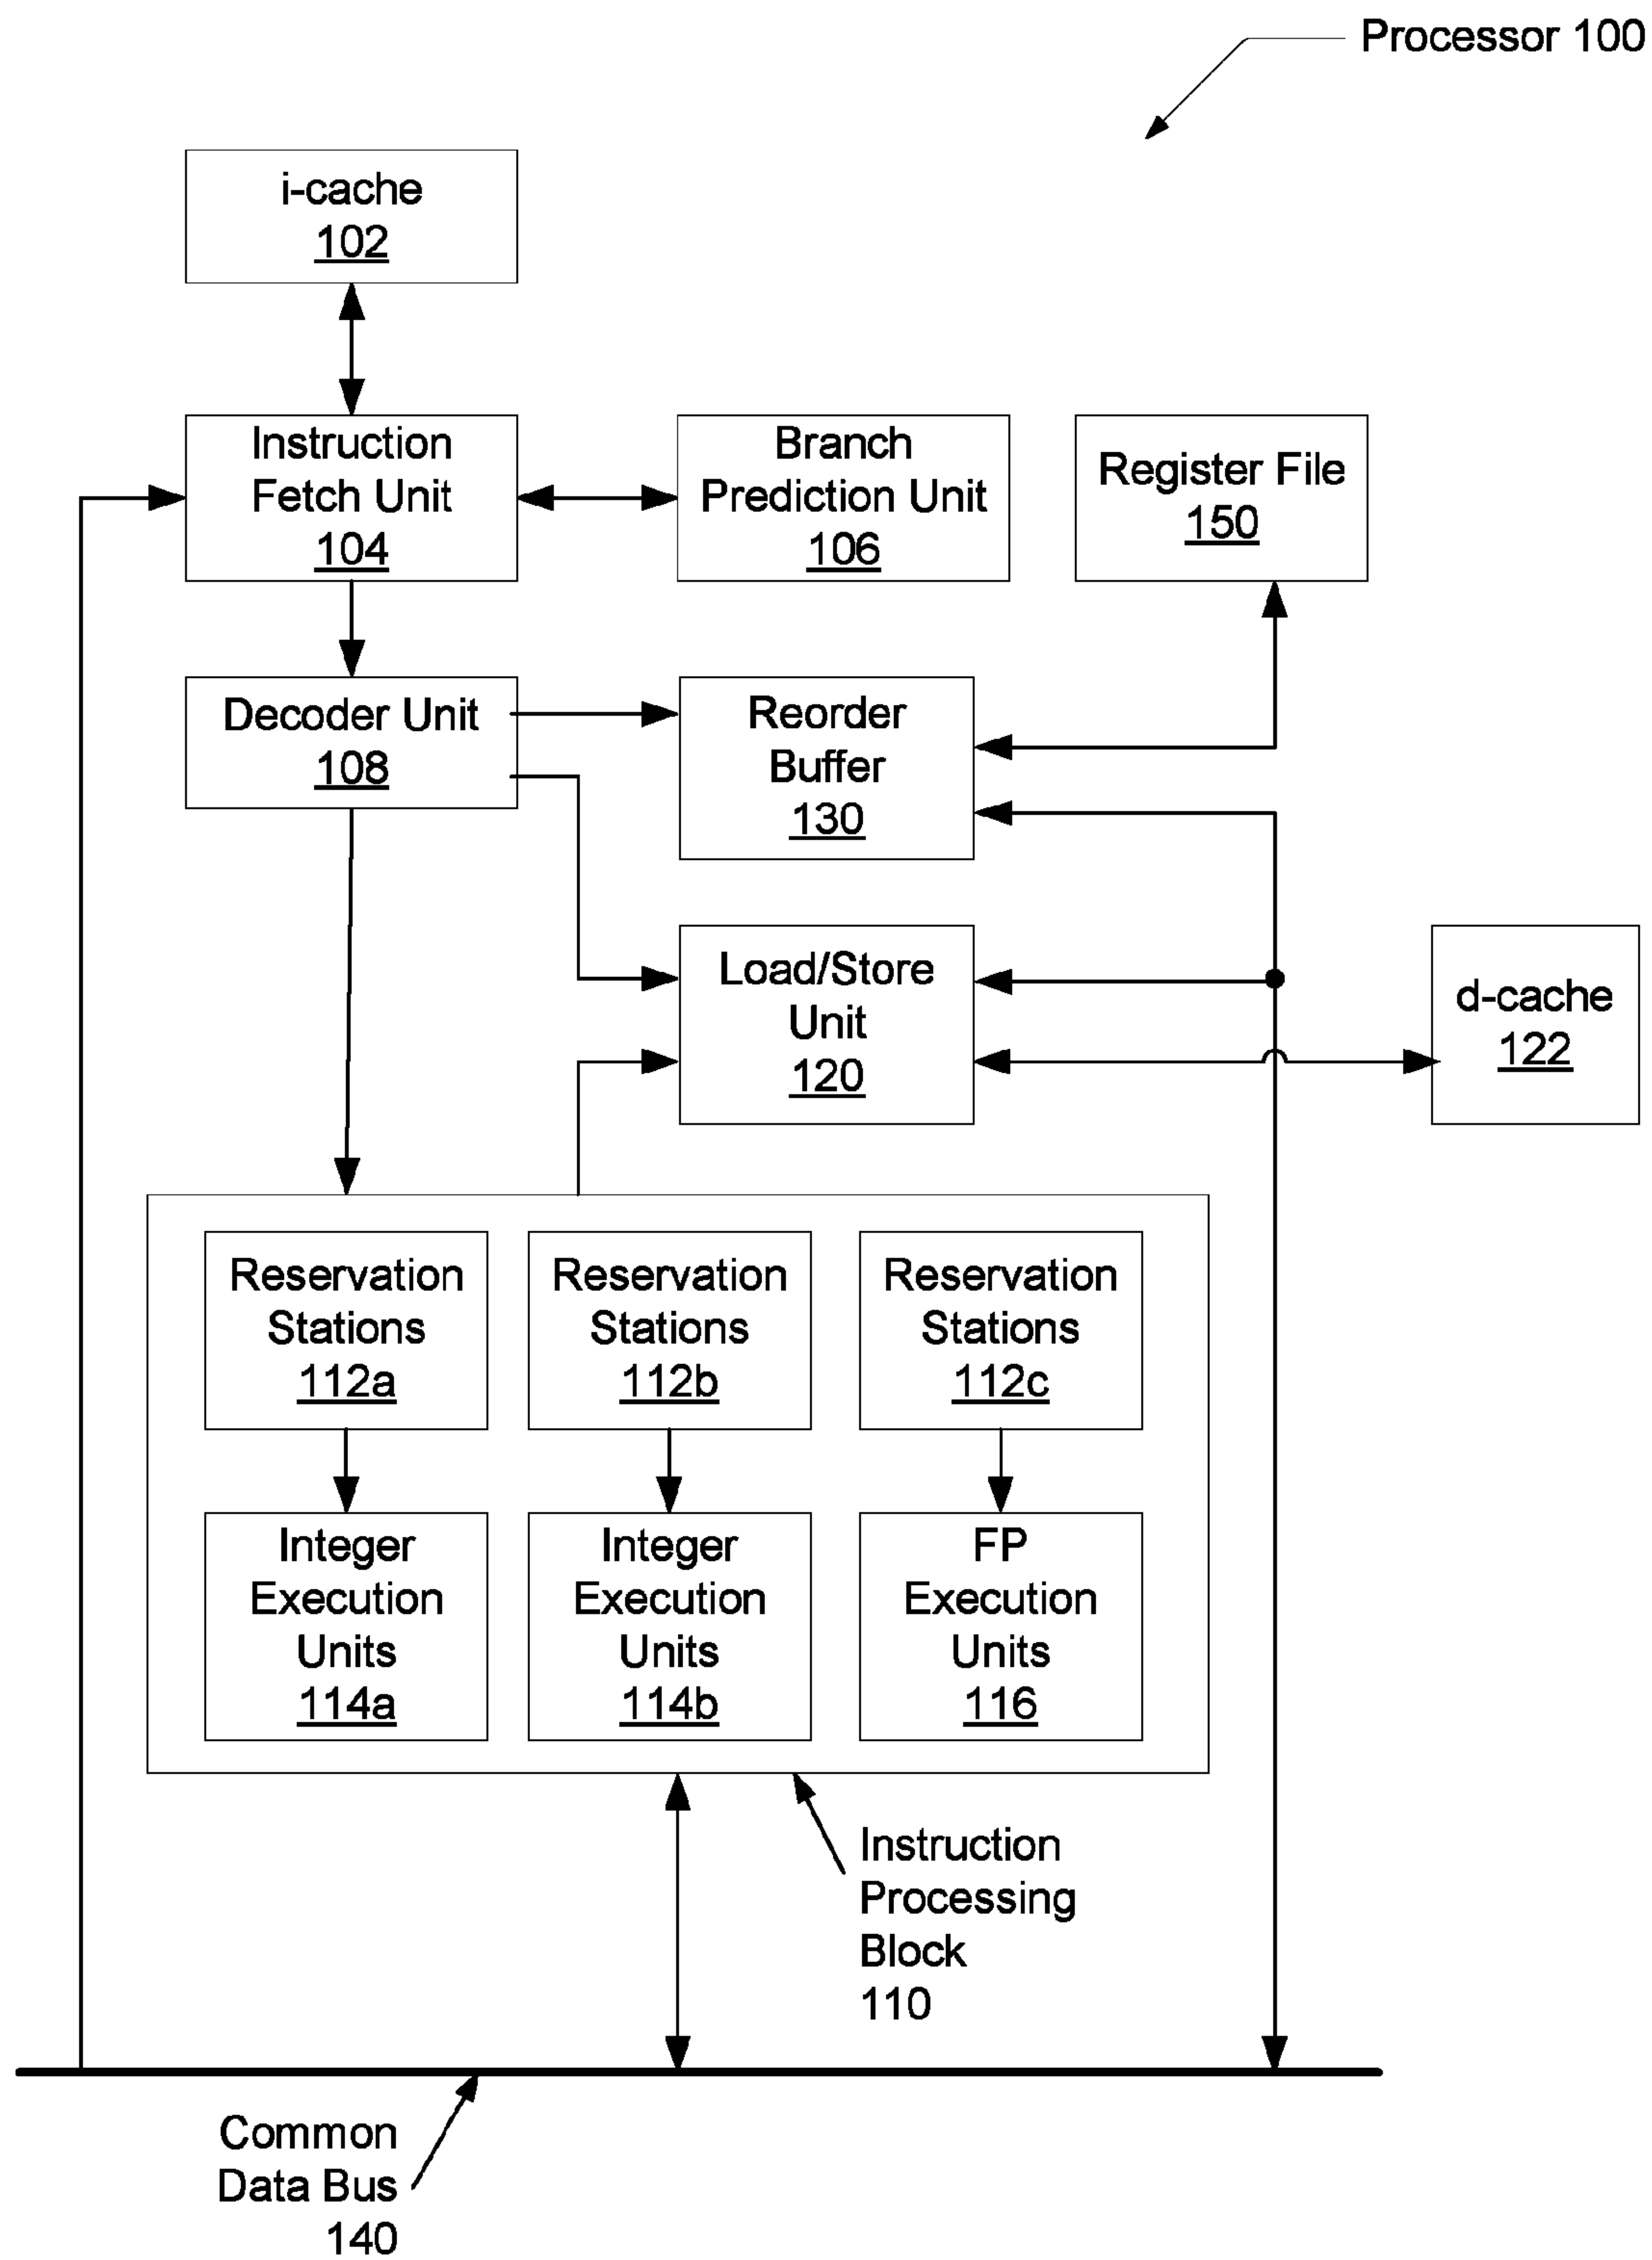 Processor 100
i-cache
102
Instruction
Fetch Unit
104
Branch
Prediction Unit
106
Register File
150
Decoder Unit
108
Reorder
Buffer
130
Load/Store
Unit
120
d-cache
122
Reservation
Stations
112a
Reservation
Stations
112b
Reservation
Stations
112c
Integer
Execution
Units
114a
Integer
Execution
Units
114b
FP
Execution
Units
116
Instruction
Processing
Block
110
Common
Data Bus
140